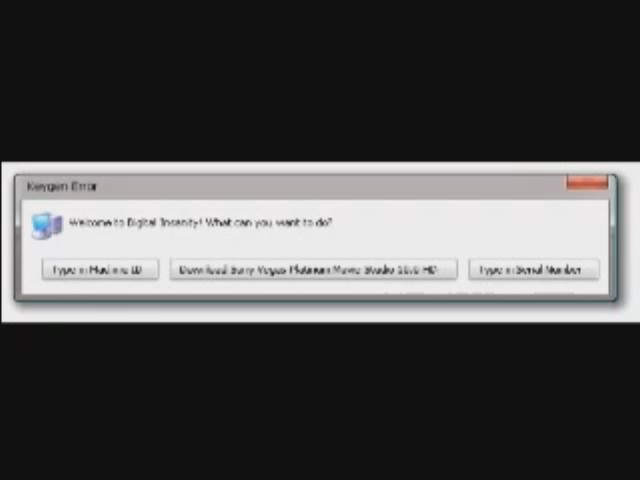 Keygen Error
Welcome to Digital Insanity! What can you want to do?
Type in Machine ID
Download Sony Vegas Platinum Movie Studio 10.0 HD
Type in Serial Number